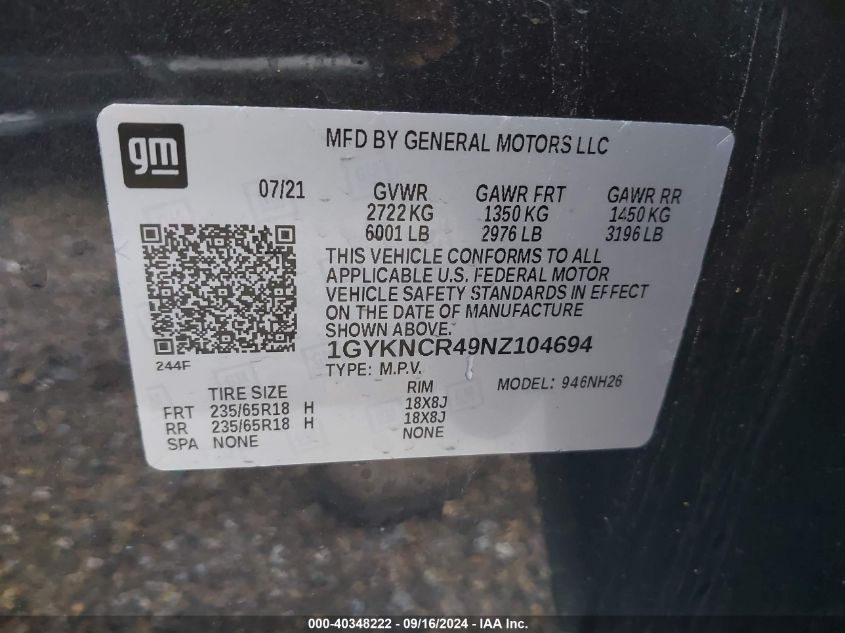 gm
MFD BY GENERAL MOTORS LLC
07/21 GVWR GAWR FRT GAWR RR
2722 KG 1350 KG 1450 KG
6001 LB 2976 LB 3196 LB
THIS VEHICLE CONFORMS TO ALL
APPLICABLE U.S. FEDERAL MOTOR
VEHICLE SAFETY STANDARDS IN EFFECT
ON THE DATE OF MANUFACTURE
SHOWN ABOVE.
1GYKNCR49NZ104694
244F
TYPE: M.P.V. MODEL: 946NH26
TIRE SIZE RIM
FRT 235/65R18 H 18X8J
RR 235/65R18 H 18X8J
SPA NONE NONE
000-40348222 - 09/16/2024 - IAA Inc.